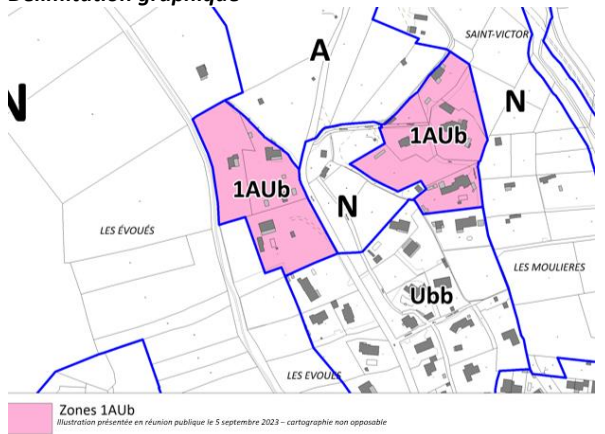 Délimitation graphique
SAINT-VICTOR
A
N
N
1AUb
1AUb
N
LES ÉVOUÉS
LES MOULIERES
Ubb
LES EVOUES
Zones 1AUb
Illustration présentée en réunion publique le 5 septembre 2023 – cartographie non opposable